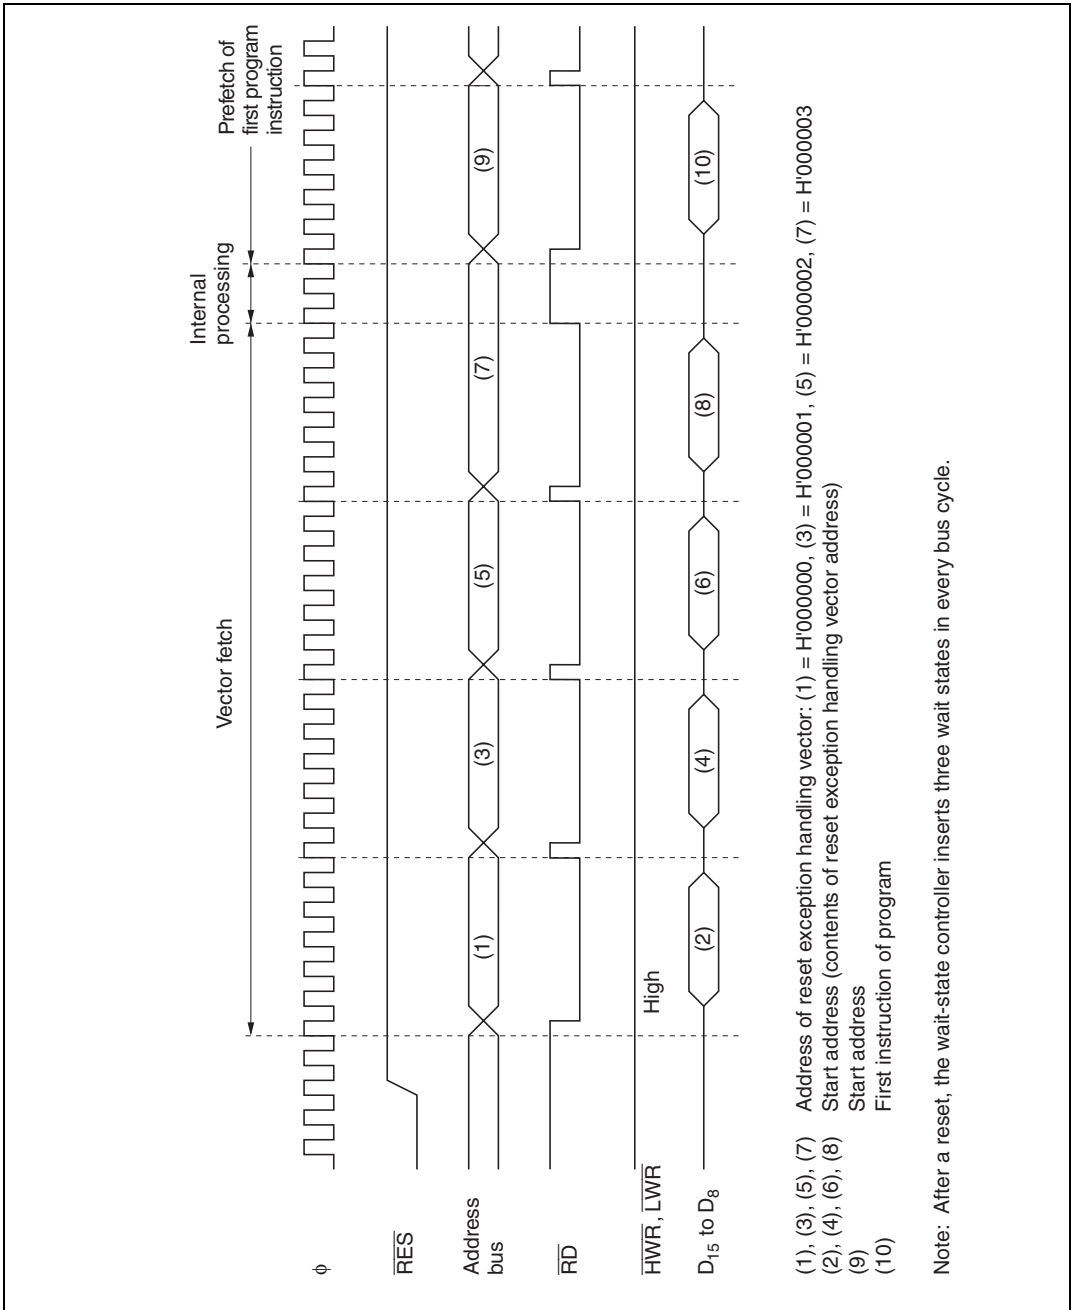 Vector fetch
Internal
processing
Prefetch of
first program
instruction
φ
RES
Address
bus
(1)
(3)
(5)
(7)
(9)
RD
HWR, LWR
High
D15 to D8
(2)
(4)
(6)
(8)
(10)
(1), (3), (5), (7) Address of reset exception handling vector: (1) = H'000000, (3) = H'000001, (5) = H'000002, (7) = H'000003
(2), (4), (6), (8) Start address (contents of reset exception handling vector address)
(9) Start address
(10) First instruction of program
Note: After a reset, the wait-state controller inserts three wait states in every bus cycle.